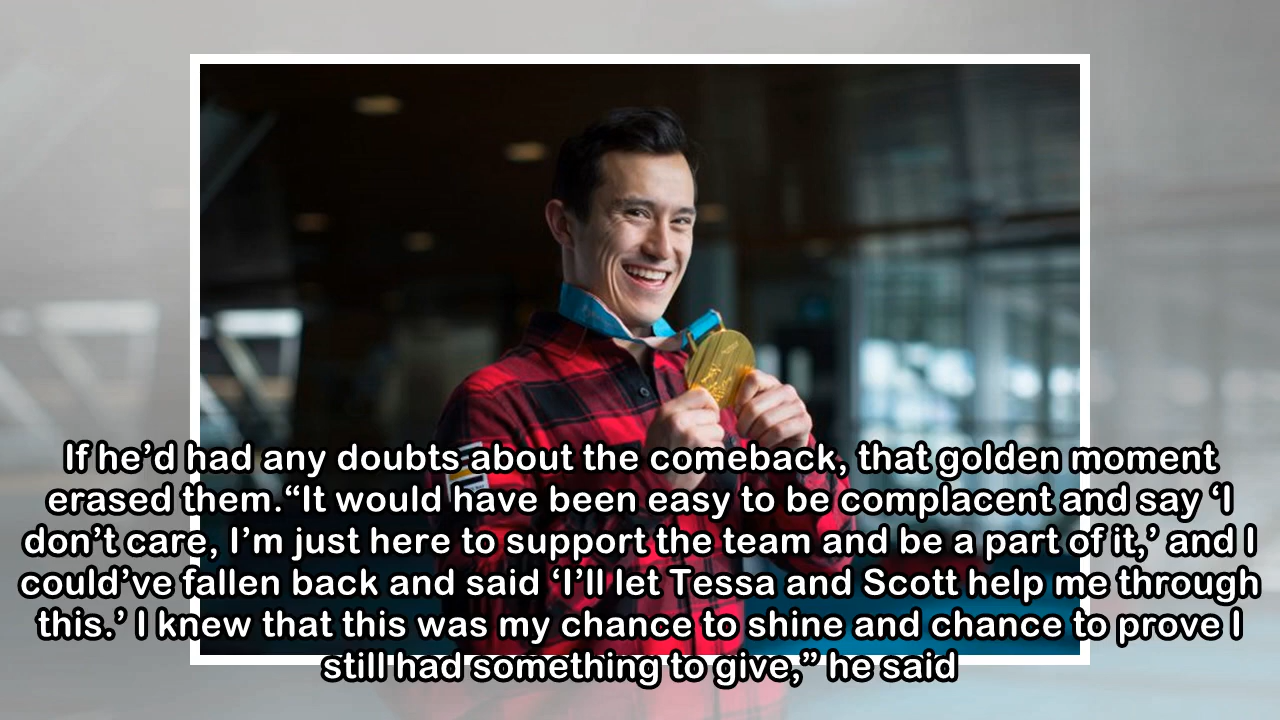 If he’d had any doubts about the comeback, that golden moment
erased them.“It would have been easy to be complacent and say ‘I
don’t care, I’m just here to support the team and be a part of it,’ and I
could’ve fallen back and said ‘I’ll let Tessa and Scott help me through
this.’ I knew that this was my chance to shine and chance to prove I
still had something to give,” he said